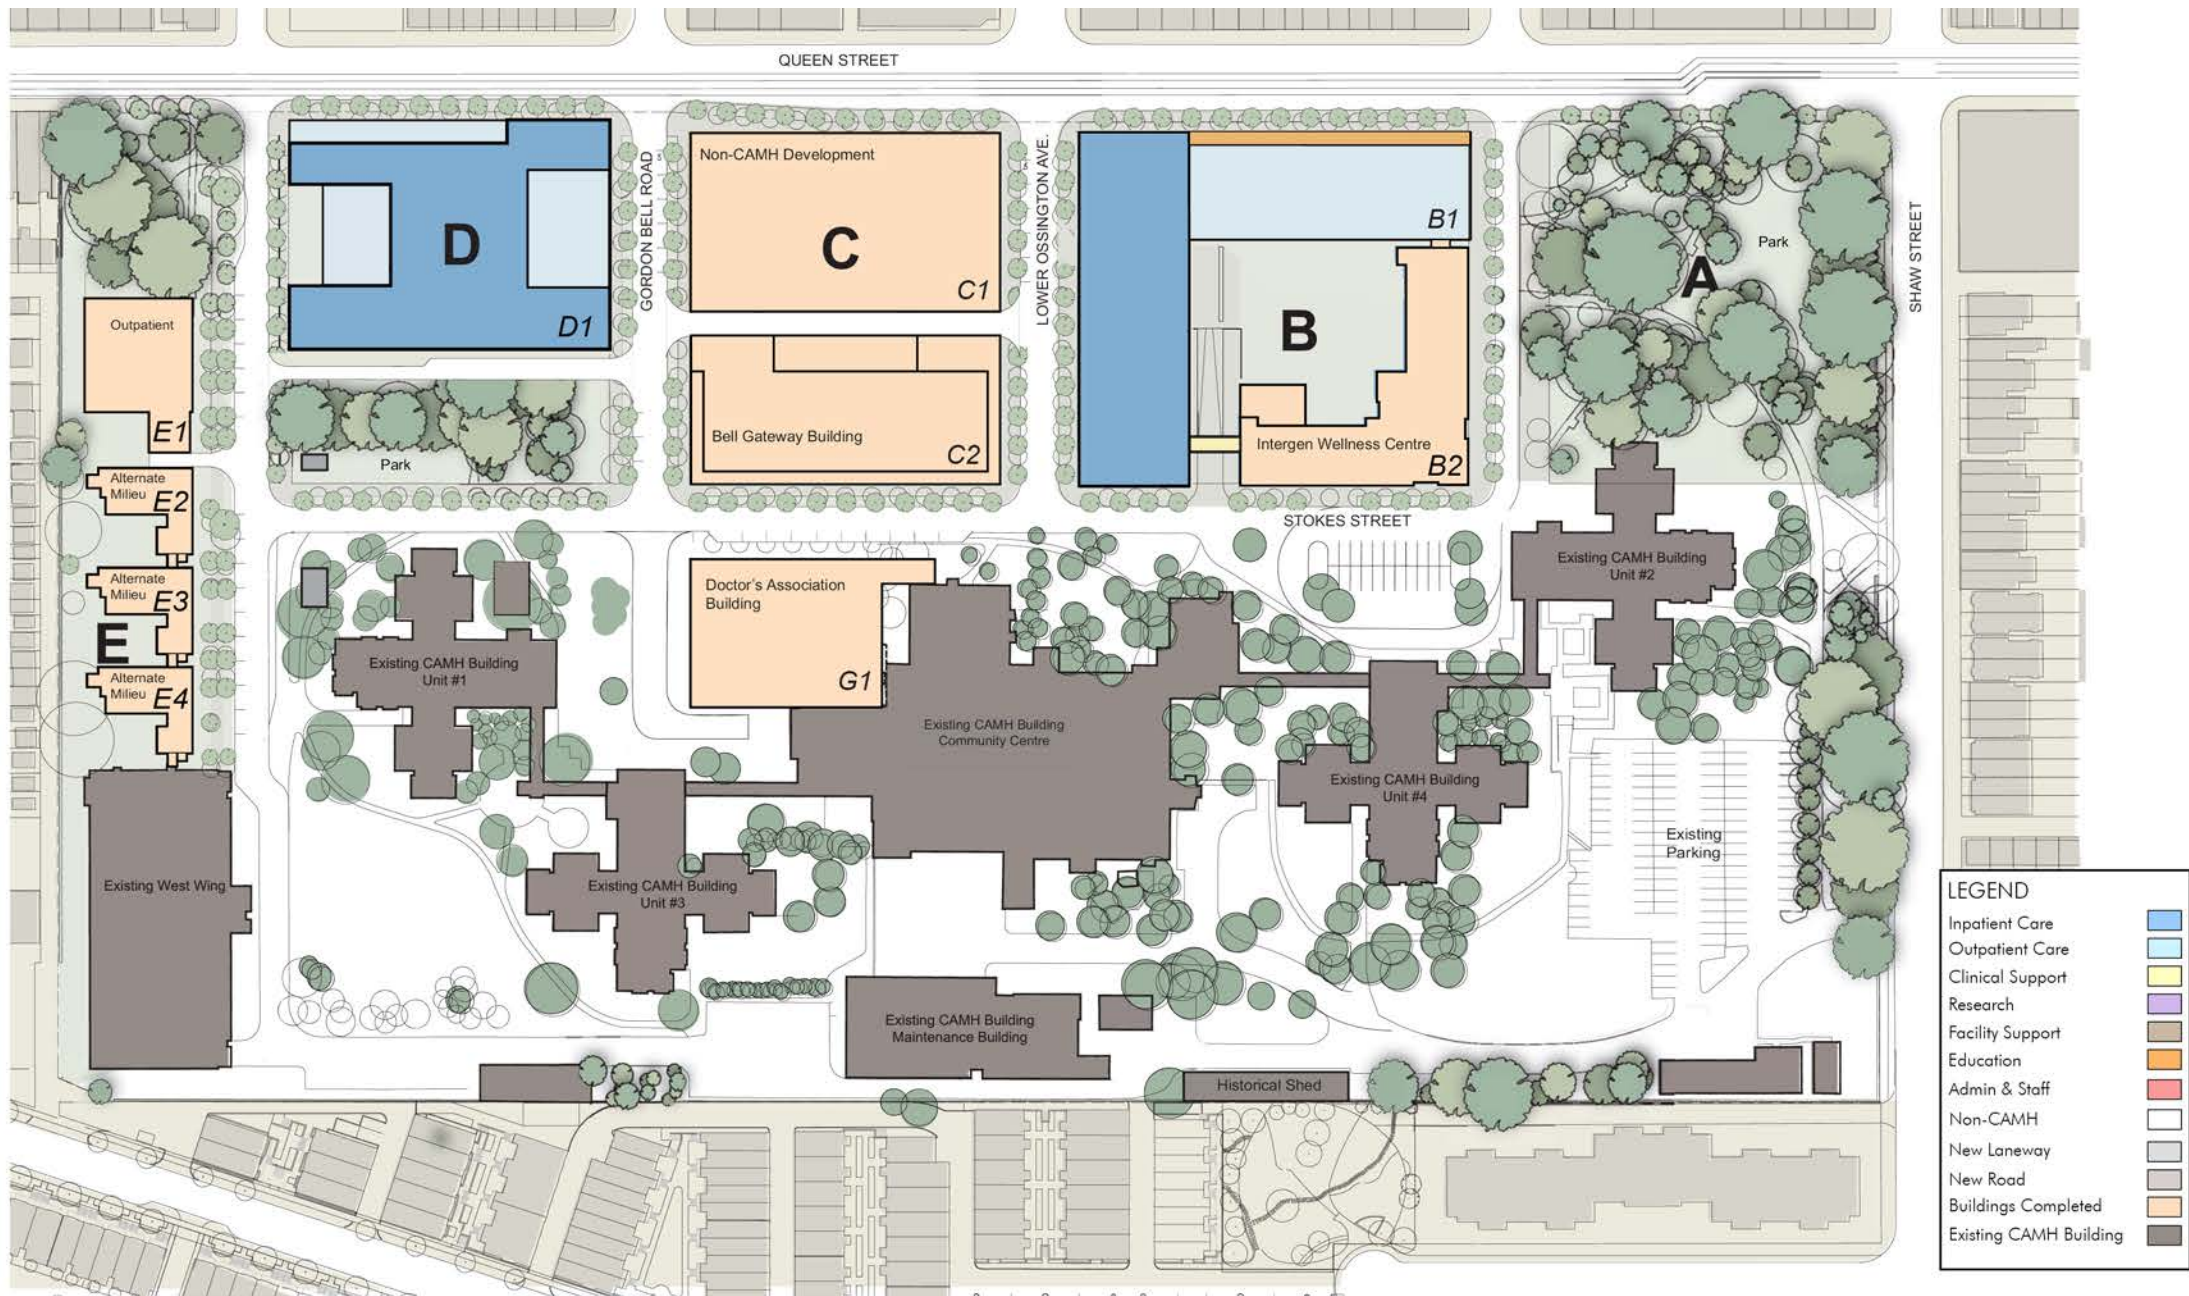 QUEEN STREET
GORDON BELL ROAD
LOWER OSSINGTON AVE.
SHAW STREET
STOKES STREET
D
D1
Non-CAMH Development
C
C1
Bell Gateway Building
C2
B
B1
Intergen Wellness Centre
B2
A
Park
Park
Outpatient
E1
Alternate
Milieu
E2
Alternate
Milieu
E3
E
Alternate
Milieu
E4
Doctor's Association
Building
G1
Existing CAMH Building
Unit #1
Existing CAMH Building
Unit #2
Existing CAMH Building
Community Centre
Existing CAMH Building
Unit #4
Existing CAMH Building
Unit #3
Existing
Parking
Existing West Wing
Existing CAMH Building
Maintenance Building
Historical Shed
LEGEND
Inpatient Care
Outpatient Care
Clinical Support
Research
Facility Support
Education
Admin & Staff
Non-CAMH
New Laneway
New Road
Buildings Completed
Existing CAMH Building